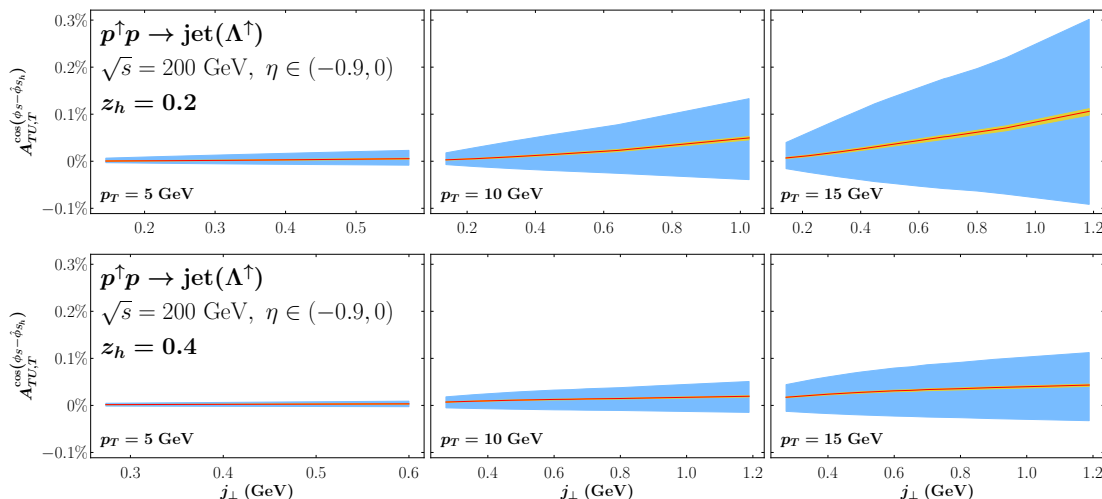 0.3%
0.2%
0.1%
0%
−0.1%
A_{TU,T}^{cos(ϕ_S−ϕ̂_{S_h})}
p^↑p → jet(Λ^↑)
√s = 200 GeV, η ∈ (−0.9, 0)
z_h = 0.2
p_T = 5 GeV
p_T = 10 GeV
p_T = 15 GeV
0.2 0.3 0.4 0.5
0.2 0.4 0.6 0.8 1.0
0.2 0.4 0.6 0.8 1.0 1.2
0.3%
0.2%
0.1%
0%
−0.1%
A_{TU,T}^{cos(ϕ_S−ϕ̂_{S_h})}
p^↑p → jet(Λ^↑)
√s = 200 GeV, η ∈ (−0.9, 0)
z_h = 0.4
p_T = 5 GeV
p_T = 10 GeV
p_T = 15 GeV
0.3 0.4 0.5 0.6
0.4 0.6 0.8 1.0 1.2
0.4 0.6 0.8 1.0 1.2
j_⊥ (GeV)
j_⊥ (GeV)
j_⊥ (GeV)